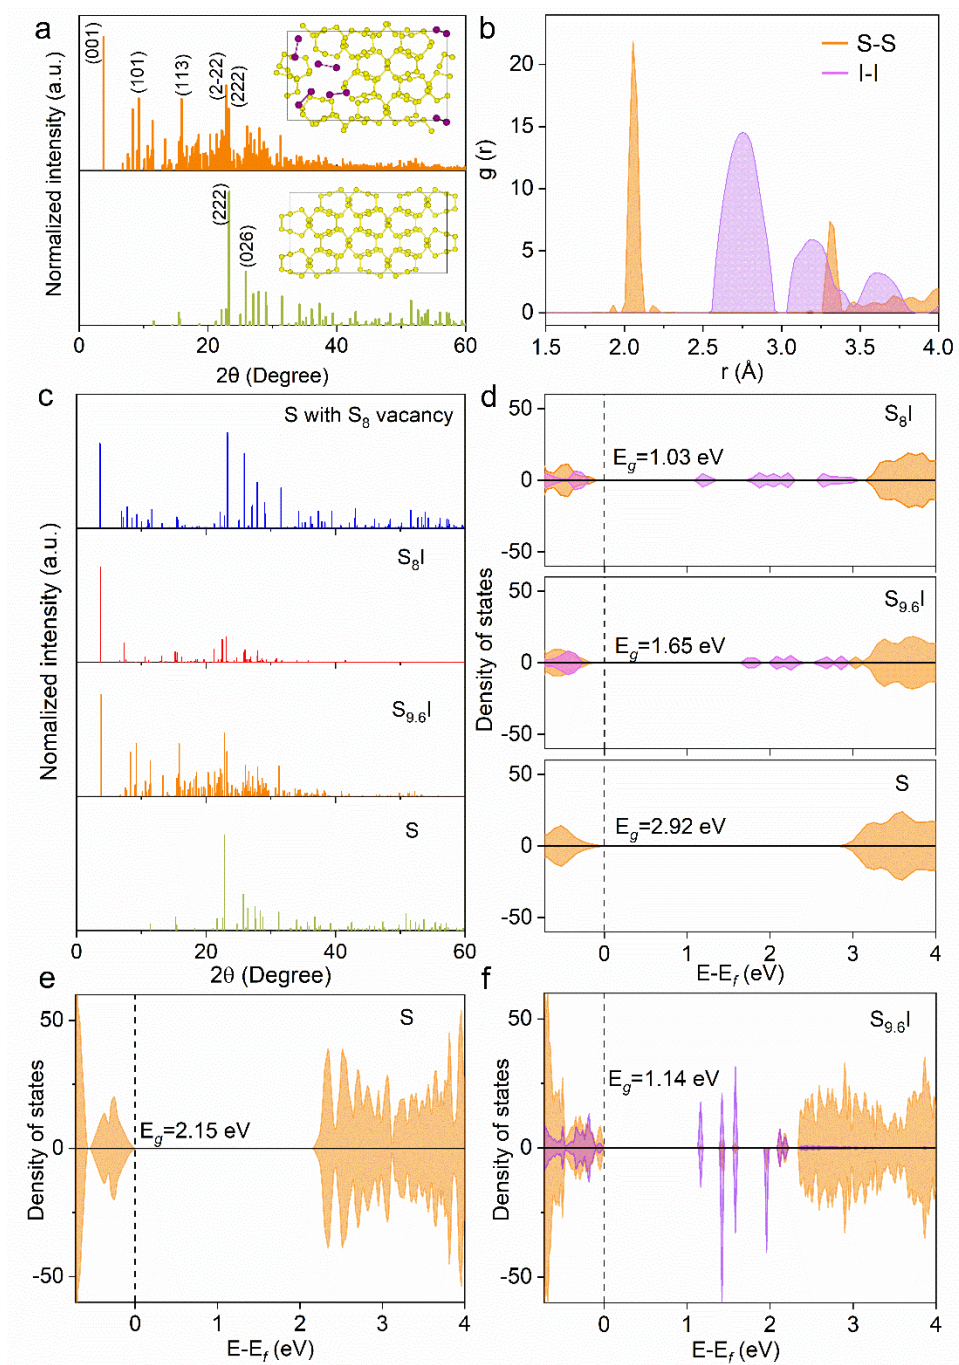 a
Normalized intensity (a.u.)
(001)
(101)
(113)
(2-22)
(222)
(222)
(026)
0 20 40 60
2θ (Degree)
b
S-S
I-I
g (r)
20
15
10
5
0
1.5 2.0 2.5 3.0 3.5 4.0
r (Å)
c
Nomalized intensity (a.u.)
S with S₈ vacancy
S₈I
S₉.₆I
S
0 20 40 60
2θ (Degree)
d
Density of states
50
0
-50
S₈I
E𝑔=1.03 eV
50
0
-50
S₉.₆I
E𝑔=1.65 eV
50
0
-50
S
E𝑔=2.92 eV
0 1 2 3 4
E-E𝑓 (eV)
e
Density of states
50
0
-50
S
E𝑔=2.15 eV
0 1 2 3 4
E-E𝑓 (eV)
f
Density of states
50
0
-50
S₉.₆I
E𝑔=1.14 eV
0 1 2 3 4
E-E𝑓 (eV)